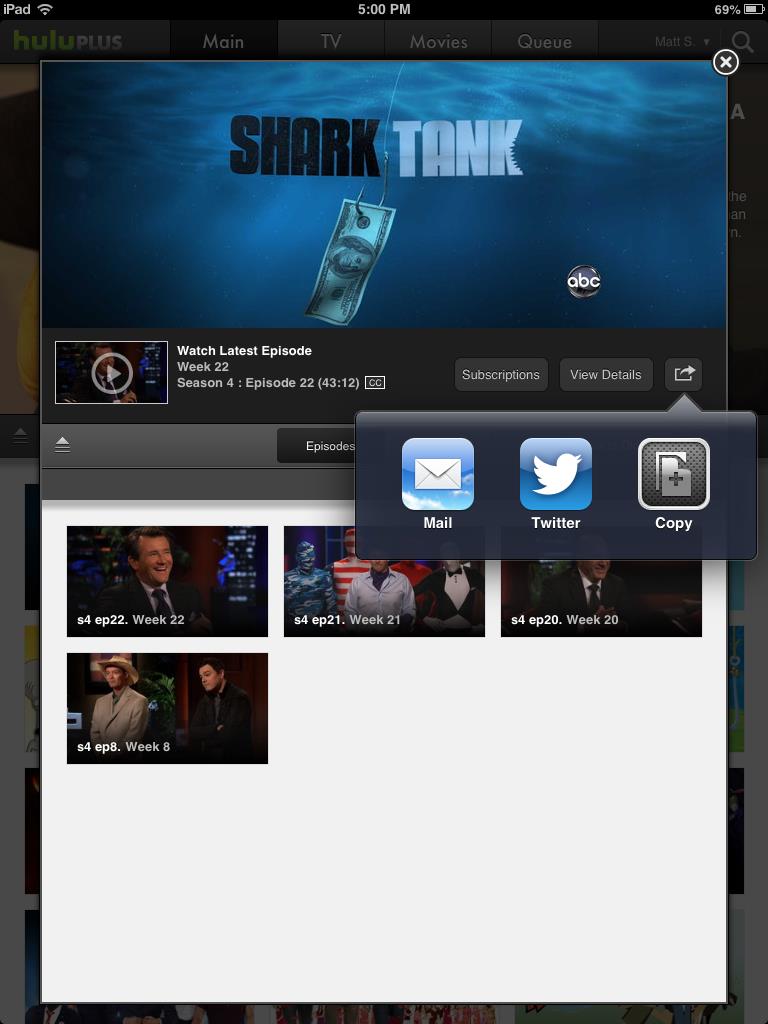 iPad 5:00 PM 69%
huluPLUS Main TV Movies Queue Matt S.
A
SHARK TANK
the
an
n.
abc
Watch Latest Episode
Week 22
Season 4 : Episode 22 (43:12) CC
Subscriptions View Details
Episodes
Mail Twitter Copy
s4 ep22. Week 22 s4 ep21. Week 21 s4 ep20. Week 20
s4 ep8. Week 8